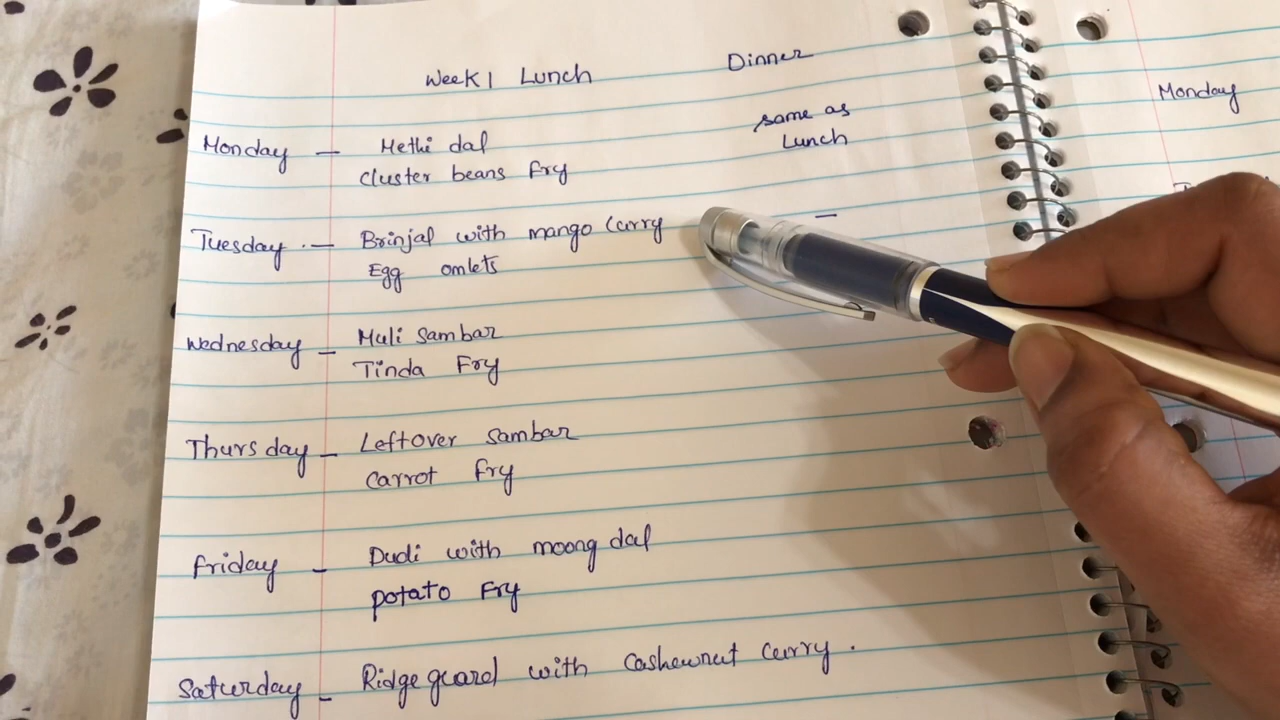 Week 1 Lunch Dinner
Monday — Methi dal same as
cluster beans Fry Lunch
Tuesday — Brinjal with mango Curry —
Egg omlets
Wednesday — Muli Sambar
Tinda Fry
Thursday — Leftover Sambar
Carrot Fry
Friday — Dudi with moong dal
potato Fry
Saturday — Ridge guard with Cashewnut Curry.
Monday